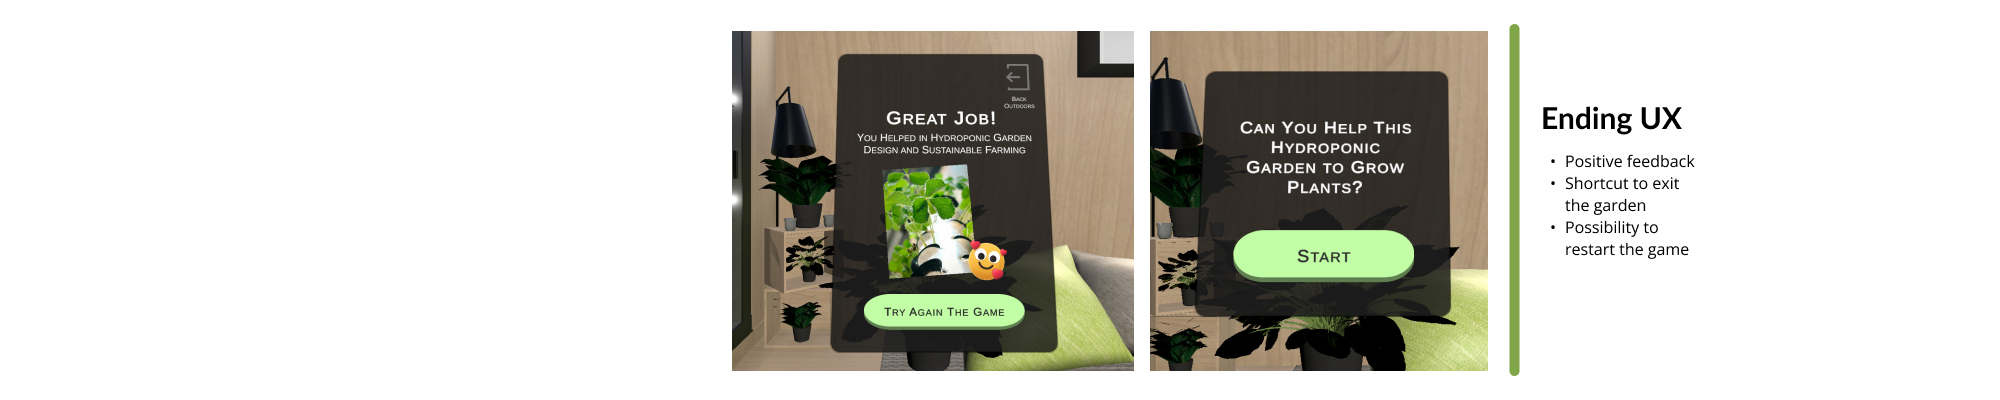 Back
Outdoors
Great Job!
You Helped in Hydroponic Garden
Design and Sustainable Farming
Try Again The Game
Can You Help This
Hydroponic
Garden to Grow
Plants?
Start
Ending UX
• Positive feedback
• Shortcut to exit
the garden
• Possibility to
restart the game